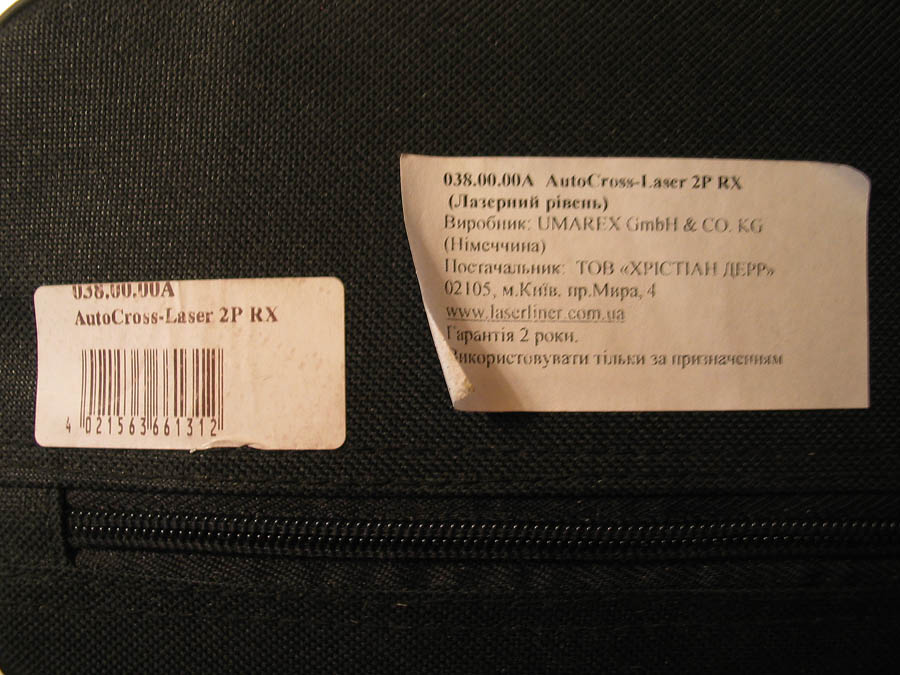 038.00.00A
AutoCross-Laser 2P RX
4 021563 661312
038.00.00A AutoCross-Laser 2P RX
(Лазерний рівень)
Виробник: UMAREX GmbH & CO. KG
(Німеччина)
Постачальник: ТОВ «ХРІСТІАН ДЕРР»
02105, м.Київ. пр.Мира, 4
www.laserliner.com.ua
Гарантія 2 роки.
Використовувати тільки за призначенням